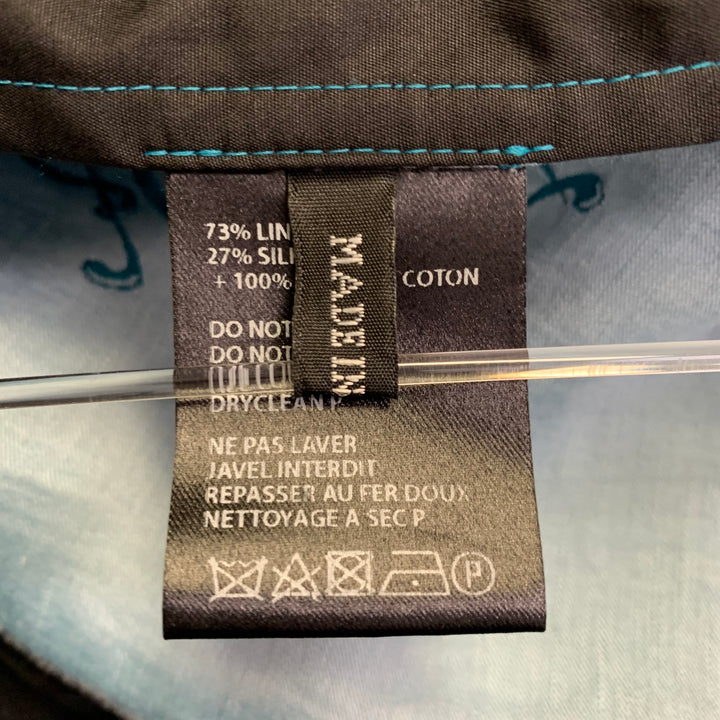 73% LIN
27% SIL
+ 100% COTON
DO NOT
DO NOT
DRYCLEAN P
NE PAS LAVER
JAVEL INTERDIT
REPASSER AU FER DOUX
NETTOYAGE A SEC P
P
MADE IN